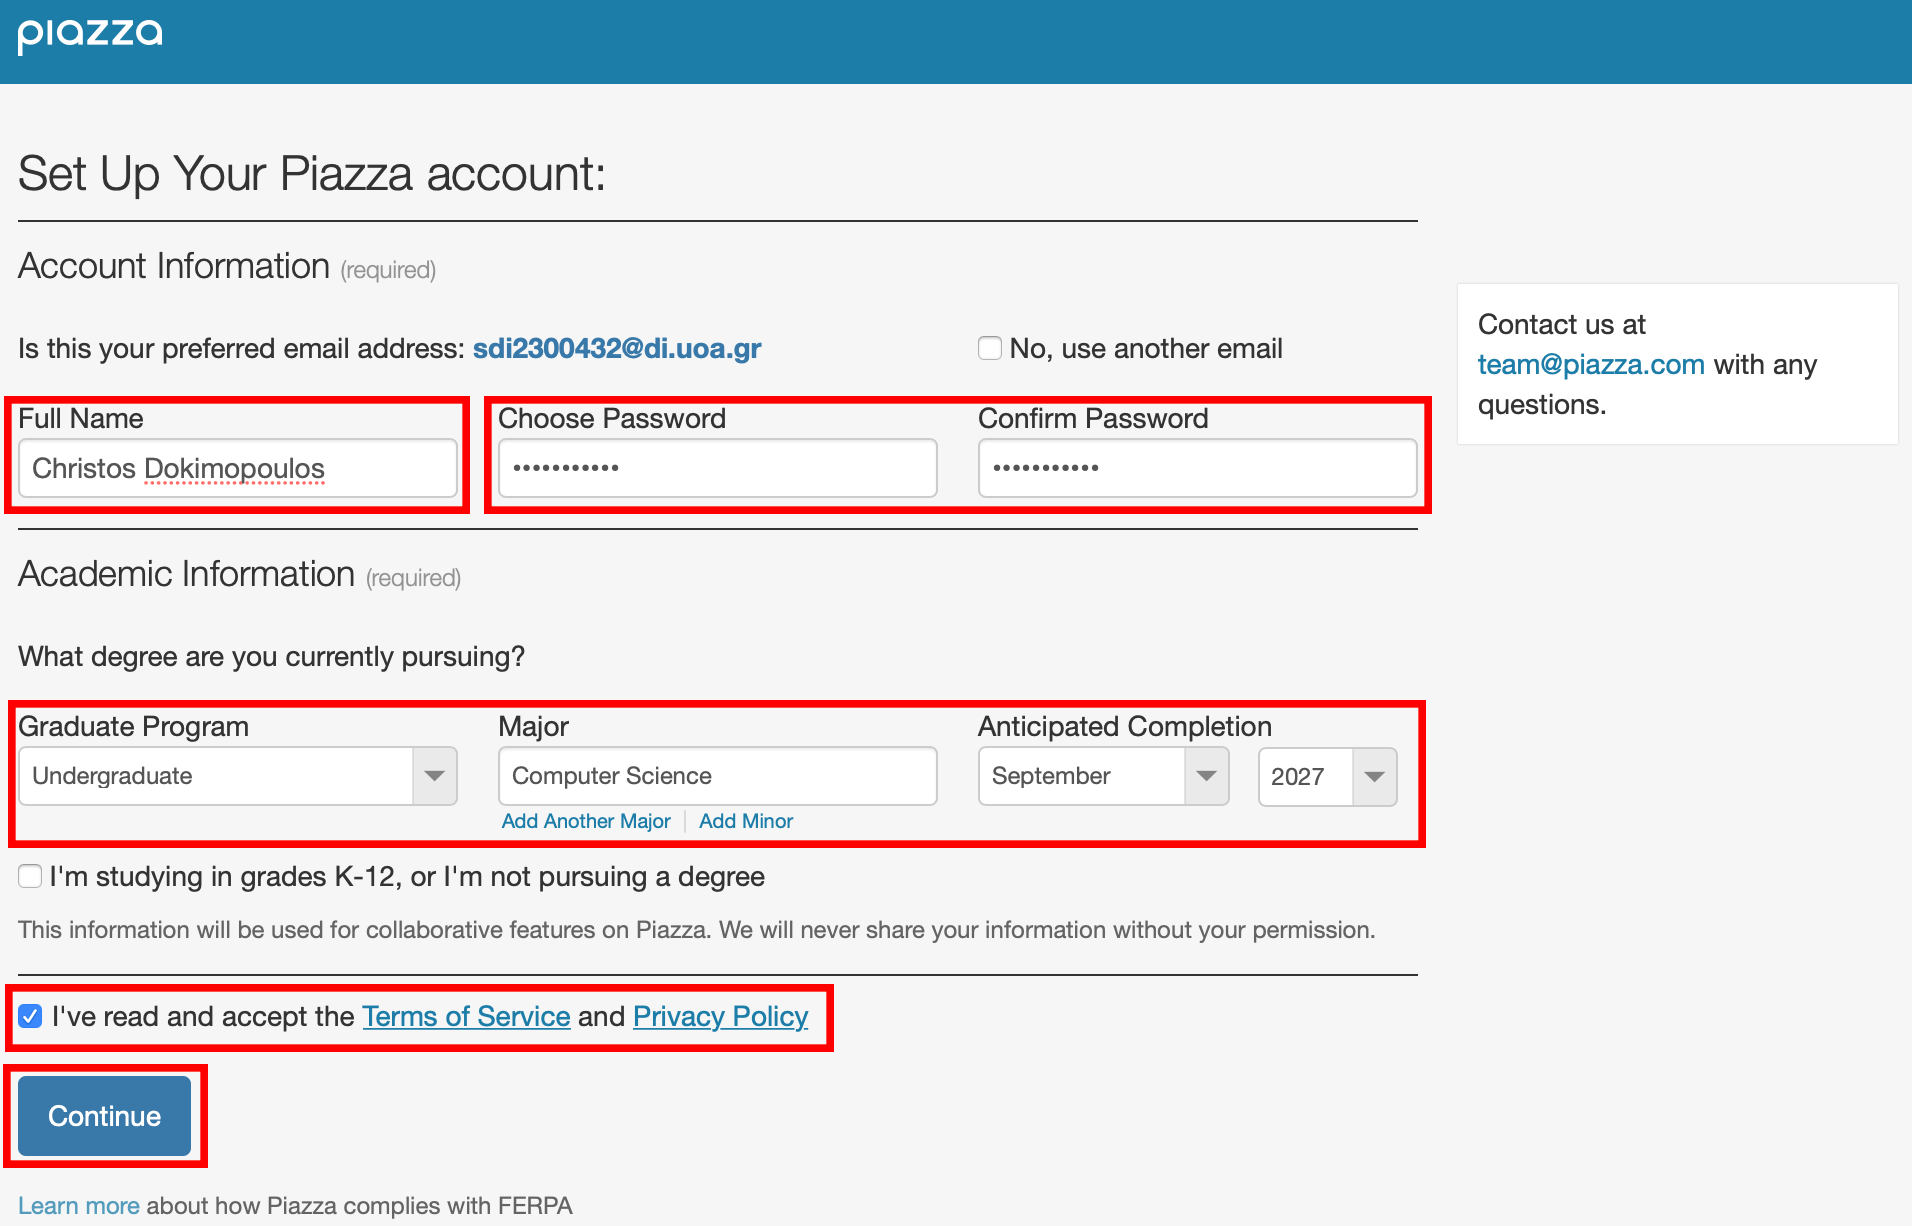 piazza
Set Up Your Piazza account:
Account Information (required)
Is this your preferred email address: sdi2300432@di.uoa.gr No, use another email
Contact us at
team@piazza.com with any
questions.
Full Name Choose Password Confirm Password
Christos Dokimopoulos ••••••••••• •••••••••••
Academic Information (required)
What degree are you currently pursuing?
Graduate Program Major Anticipated Completion
Undergraduate Computer Science September 2027
Add Another Major Add Minor
I'm studying in grades K-12, or I'm not pursuing a degree
This information will be used for collaborative features on Piazza. We will never share your information without your permission.
I've read and accept the Terms of Service and Privacy Policy
Continue
Learn more about how Piazza complies with FERPA